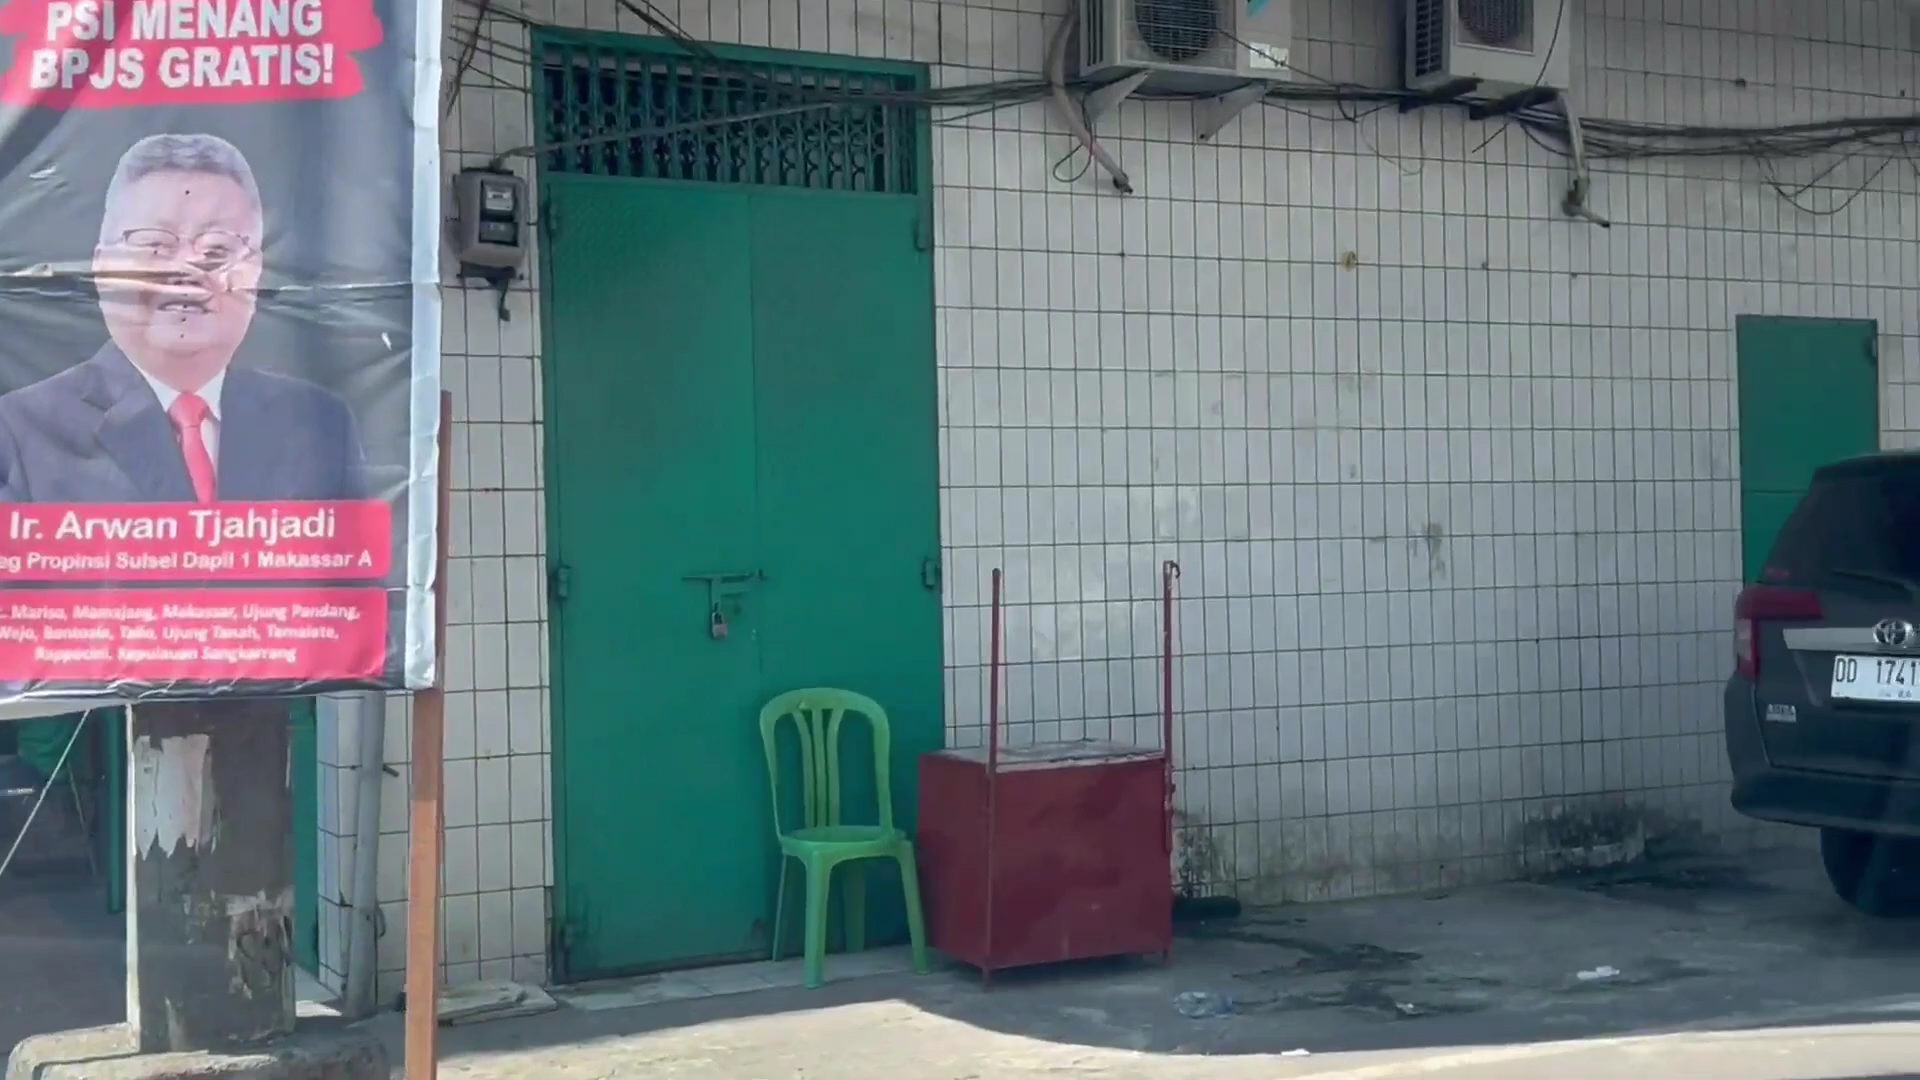 PSI MENANG
BPJS GRATIS!
Ir. Arwan Tjahjadi
eg Propinsi Sulsel Dapil 1 Makassar A
Mariso, Mamajang, Makassar, Ujung Pandang,
Wajo, Bontoala, Tallo, Ujung Tanah, Tamalate,
Rappocini, Kepulauan Sangkarrang
DD 1741